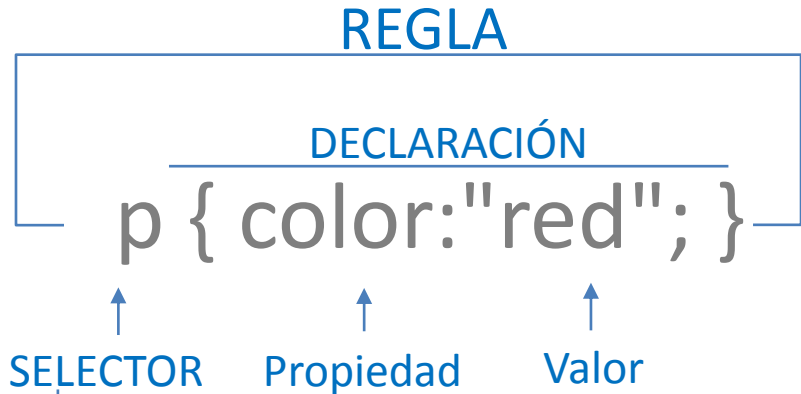 REGLA
DECLARACIÓN
p { color:"red"; }
SELECTOR Propiedad Valor